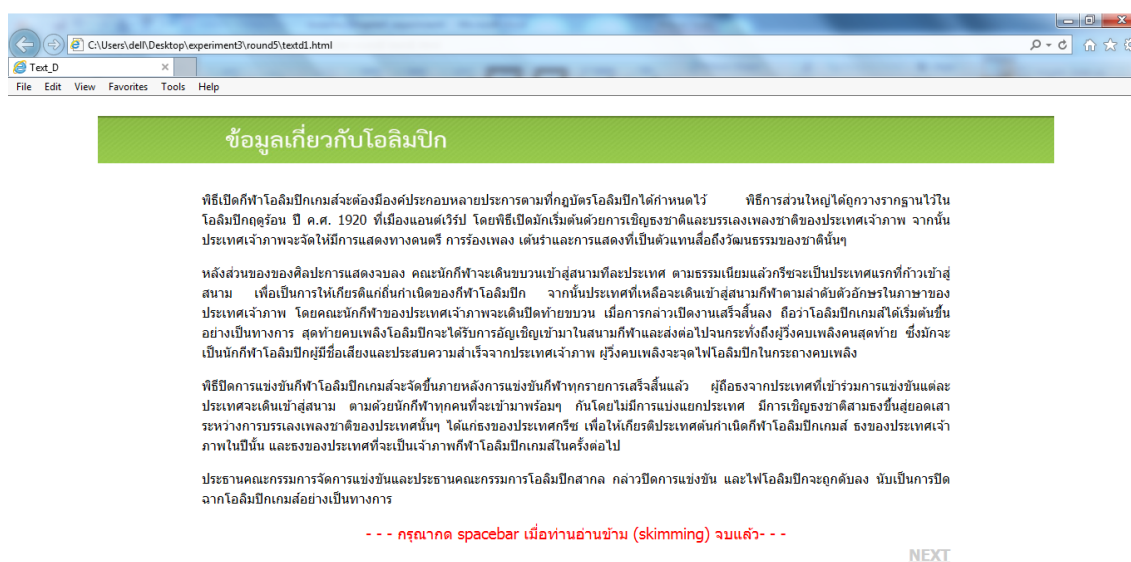 C:\Users\dell\Desktop\experiment3\round5\textd1.html
Text_D
File Edit View Favorites Tools Help
ข้อมูลเกี่ยวกับโอลิมปิก
พิธีเปิดกีฬาโอลิมปิกเกมส์จะต้องมีองค์ประกอบหลายประการตามที่กฎบัตรโอลิมปิกได้กำหนดไว้ พิธีการส่วนใหญ่ได้ถูกวางรากฐานไว้ใน
โอลิมปิกฤดูร้อน ปี ค.ศ. 1920 ที่เมืองแอนต์เวิร์ป โดยพิธีเปิดมักเริ่มต้นด้วยการเชิญธงชาติและบรรเลงเพลงชาติของประเทศเจ้าภาพ จากนั้น
ประเทศเจ้าภาพจะจัดให้มีการแสดงทางดนตรี การร้องเพลง เต้นรำและการแสดงที่เป็นตัวแทนสื่อถึงวัฒนธรรมของชาตินั้นๆ
หลังส่วนของของศิลปะการแสดงจบลง คณะนักกีฬาจะเดินขบวนเข้าสู่สนามทีละประเทศ ตามธรรมเนียมแล้วกรีซจะเป็นประเทศแรกที่ก้าวเข้าสู่
สนาม เพื่อเป็นการให้เกียรติแก่ถิ่นกำเนิดของกีฬาโอลิมปิก จากนั้นประเทศที่เหลือจะเดินเข้าสู่สนามกีฬาตามลำดับตัวอักษรในภาษาของ
ประเทศเจ้าภาพ โดยคณะนักกีฬาของประเทศเจ้าภาพจะเดินปิดท้ายขบวน เมื่อการกล่าวเปิดงานเสร็จสิ้นลง ถือว่าโอลิมปิกเกมส์ได้เริ่มต้นขึ้น
อย่างเป็นทางการ สุดท้ายคบเพลิงโอลิมปิกจะได้รับการอัญเชิญเข้ามาในสนามกีฬาและส่งต่อไปจนกระทั่งถึงผู้วิ่งคบเพลิงคนสุดท้าย ซึ่งมักจะ
เป็นนักกีฬาโอลิมปิกผู้มีชื่อเสียงและประสบความสำเร็จจากประเทศเจ้าภาพ ผู้วิ่งคบเพลิงจะจุดไฟโอลิมปิกในกระถางคบเพลิง
พิธีปิดการแข่งขันกีฬาโอลิมปิกเกมส์จะจัดขึ้นภายหลังการแข่งขันกีฬาทุกรายการเสร็จสิ้นแล้ว ผู้ถือธงจากประเทศที่เข้าร่วมการแข่งขันแต่ละ
ประเทศจะเดินเข้าสู่สนาม ตามด้วยนักกีฬาทุกคนที่จะเข้ามาพร้อมๆ กันโดยไม่มีการแบ่งแยกประเทศ มีการเชิญธงชาติสามธงขึ้นสู่ยอดเสา
ระหว่างการบรรเลงเพลงชาติของประเทศนั้นๆ ได้แก่ธงของประเทศกรีซ เพื่อให้เกียรติประเทศต้นกำเนิดกีฬาโอลิมปิกเกมส์ ธงของประเทศเจ้า
ภาพในปีนั้น และธงของประเทศที่จะเป็นเจ้าภาพกีฬาโอลิมปิกเกมส์ในครั้งต่อไป
ประธานคณะกรรมการจัดการแข่งขันและประธานคณะกรรมการโอลิมปิกสากล กล่าวปิดการแข่งขัน และไฟโอลิมปิกจะถูกดับลง นับเป็นการปิด
ฉากโอลิมปิกเกมส์อย่างเป็นทางการ
- - - กรุณากด spacebar เมื่อท่านอ่านข้าม (skimming) จบแล้ว- - -
NEXT